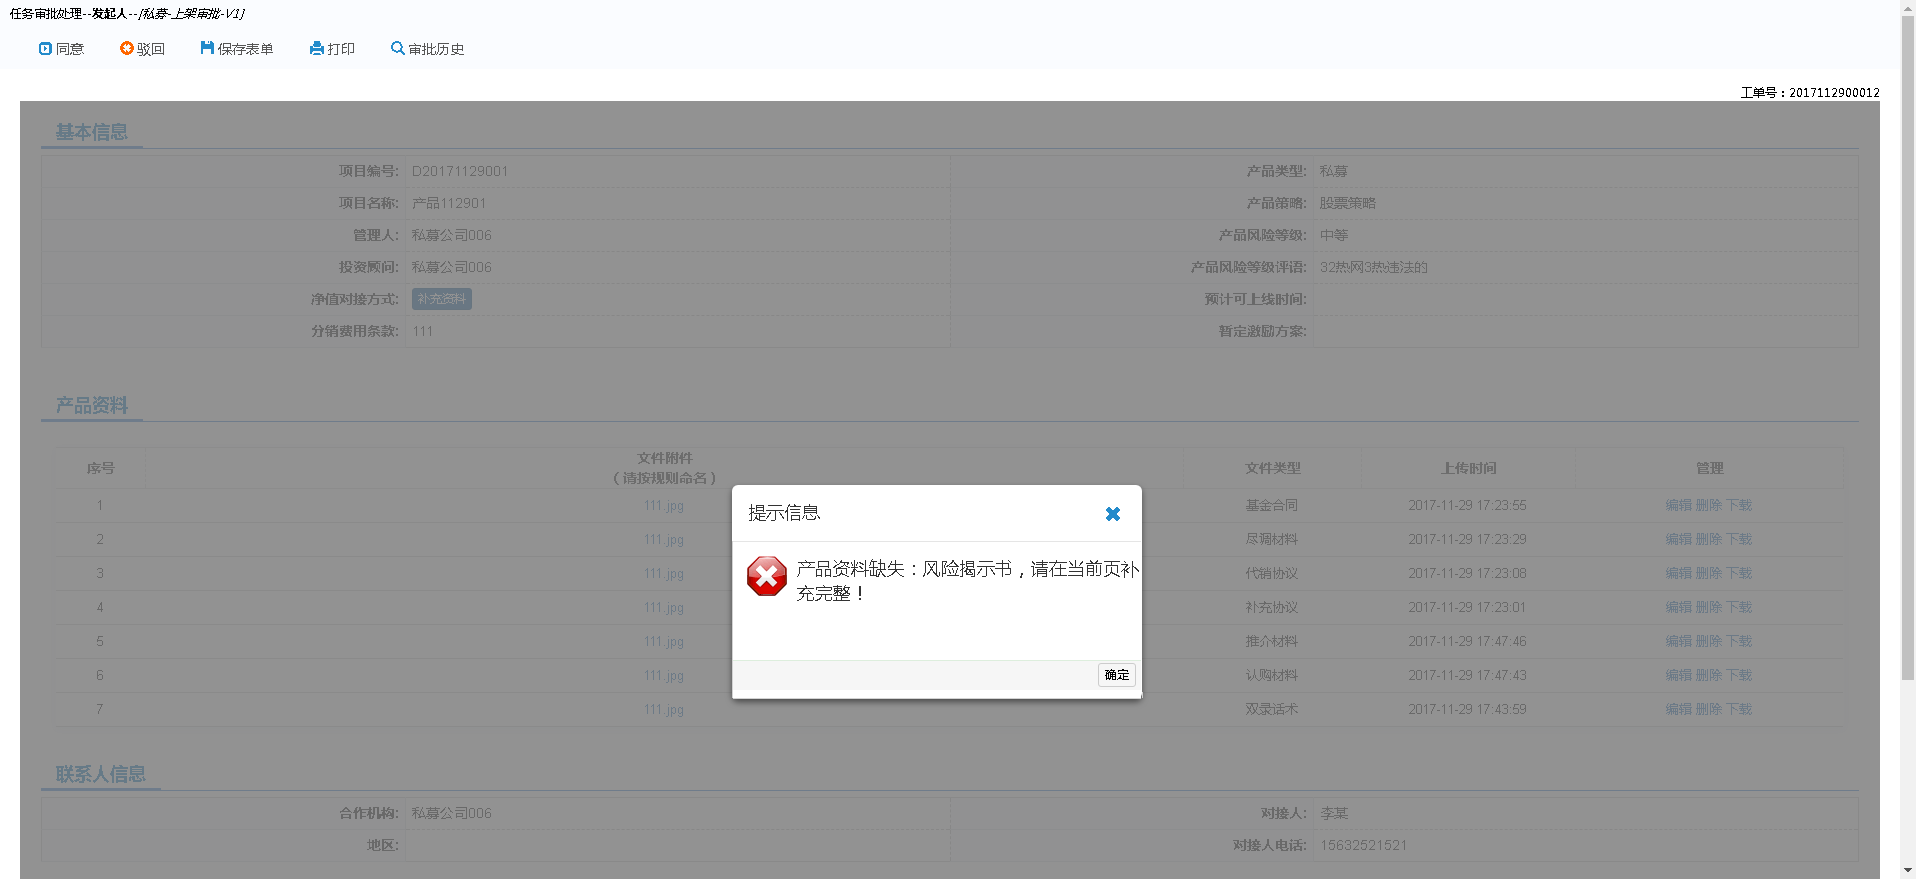 任务审批处理--发起人--[私募-上架审批-V1]
同意 驳回 保存表单 打印 审批历史
工单号：2017112900012
基本信息
项目编号: D20171129001 产品类型: 私募
项目名称: 产品112901 产品策略: 股票策略
管理人: 私募公司006 产品风险等级: 中等
投资顾问: 私募公司006 产品风险等级评语: 32热网3热违法的
净值对接方式: 补充资料 预计可上线时间:
分销费用条款: 111 暂定激励方案:
产品资料
序号 文件附件 文件类型 上传时间 管理
（请按规则命名）
1 111.jpg 基金合同 2017-11-29 17:23:55 编辑 删除 下载
2 111.jpg 尽调材料 2017-11-29 17:23:29 编辑 删除 下载
3 111.jpg 代销协议 2017-11-29 17:23:08 编辑 删除 下载
4 111.jpg 补充协议 2017-11-29 17:23:01 编辑 删除 下载
5 111.jpg 推介材料 2017-11-29 17:47:46 编辑 删除 下载
6 111.jpg 认购材料 2017-11-29 17:47:43 编辑 删除 下载
7 111.jpg 双录话术 2017-11-29 17:43:59 编辑 删除 下载
提示信息
产品资料缺失：风险揭示书，请在当前页补
充完整！
确定
联系人信息
合作机构: 私募公司006 对接人: 李某
地区: 对接人电话: 15632521521